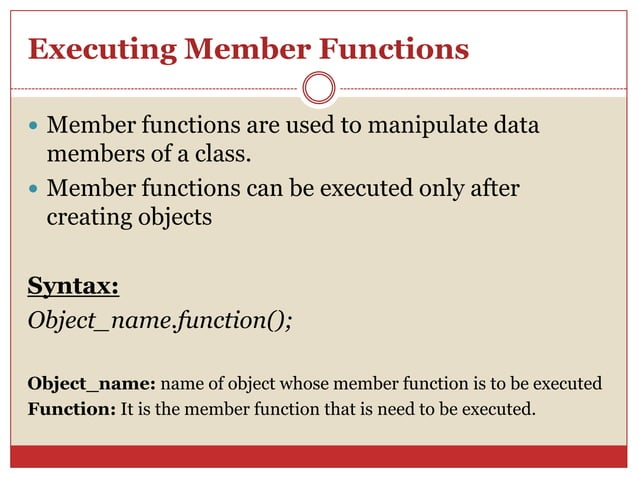 Executing Member Functions
Member functions are used to manipulate data
members of a class.
Member functions can be executed only after
creating objects
Syntax:
Object_name.function();
Object_name: name of object whose member function is to be executed
Function: It is the member function that is need to be executed.